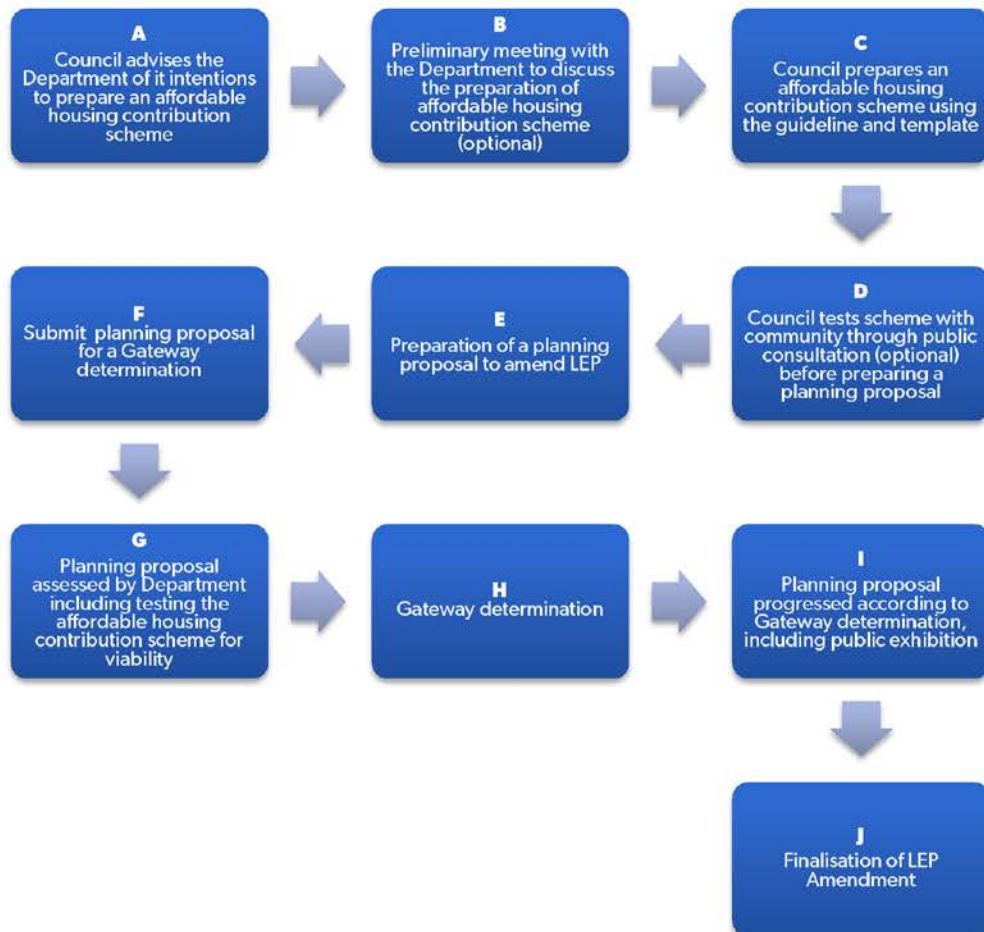 A
Council advises the
Department of it intentions
to prepare an affordable
housing contribution
scheme
B
Preliminary meeting with
the Department to discuss
the preparation of
affordable housing
contribution scheme
(optional)
C
Council prepares an
affordable housing
contribution scheme using
the guideline and template
D
Council tests scheme with
community through public
consultation (optional)
before preparing a
planning proposal
E
Preparation of a planning
proposal to amend LEP
F
Submit planning proposal
for a Gateway
determination
G
Planning proposal
assessed by Department
including testing the
affordable housing
contribution scheme for
viability
H
Gateway determination
I
Planning proposal
progressed according to
Gateway determination,
including public exhibition
J
Finalisation of LEP
Amendment